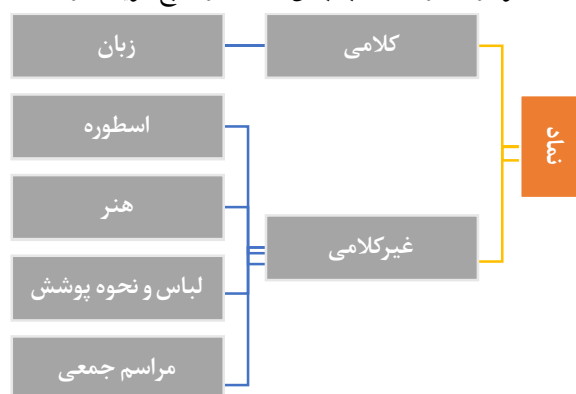 نماد
کلامی
زبان
غیرکلامی
اسطوره
هنر
لباس و نحوه پوشش
مراسم جمعی